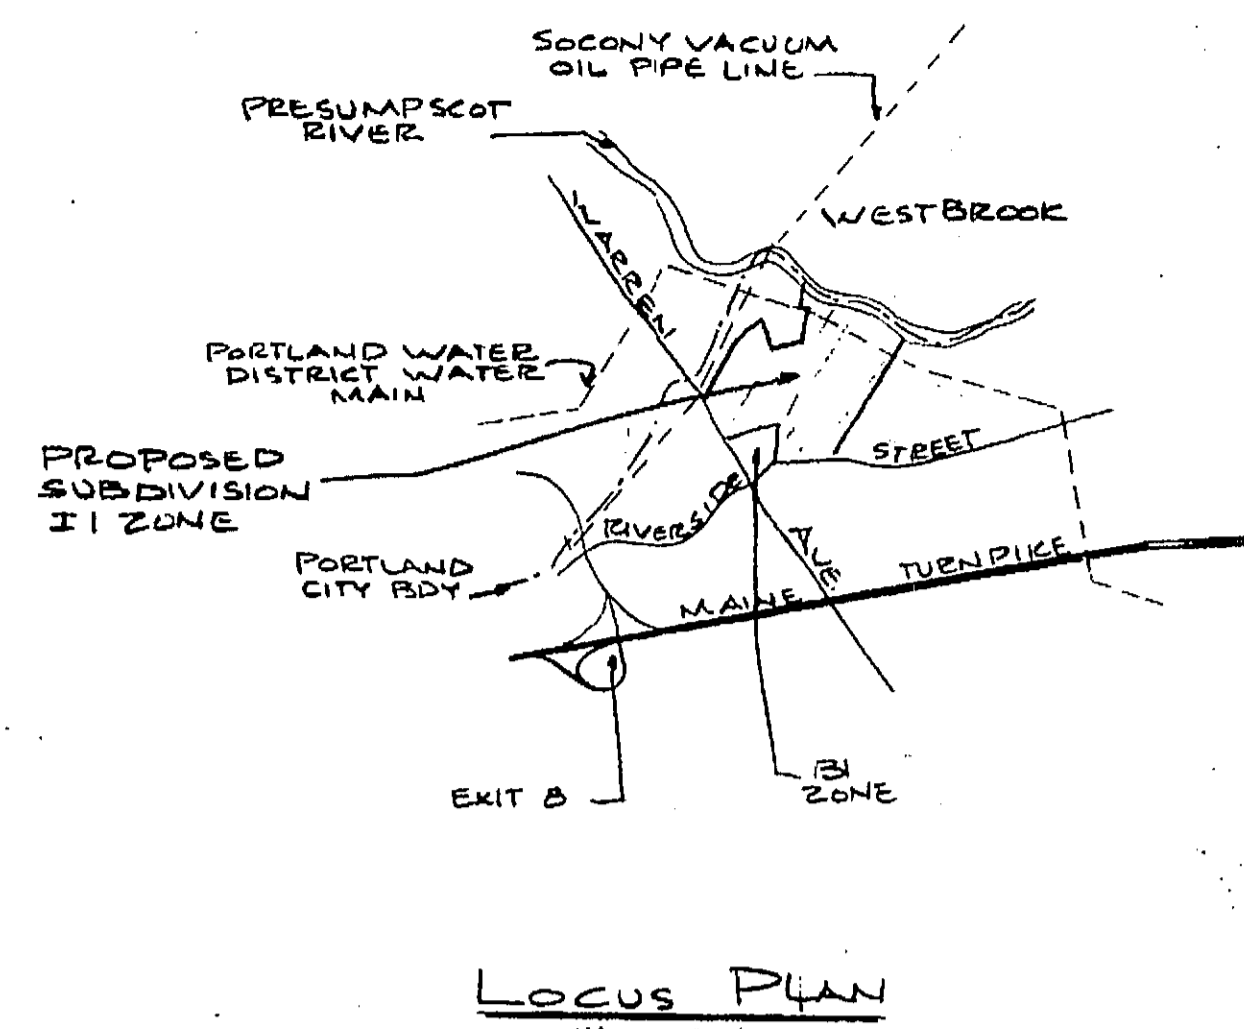 SOCONY VACUUM
OIL PIPE LINE
PRESUMPSCOT
RIVER
WESTBROOK
WARREN
PORTLAND WATER
DISTRICT WATER
MAIN
PROPOSED
SUBDIVISION
I1 ZONE
STREET
RIVERSIDE
AVE
PORTLAND
CITY BDY
MAINE TURNPIKE
EXIT 8
B1
ZONE
LOCUS PLAN